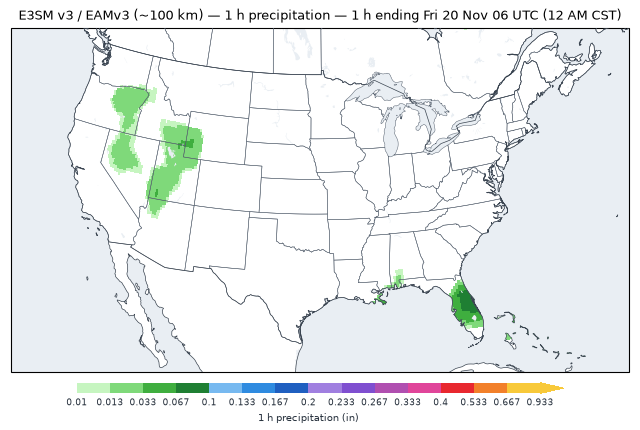 E3SM v3 / EAMv3 (~100 km) — 1 h precipitation — 1 h ending Fri 20 Nov 06 UTC (12 AM CST)
0.01 0.013 0.033 0.067 0.1 0.133 0.167 0.2 0.233 0.267 0.333 0.4 0.533 0.667 0.933
1 h precipitation (in)